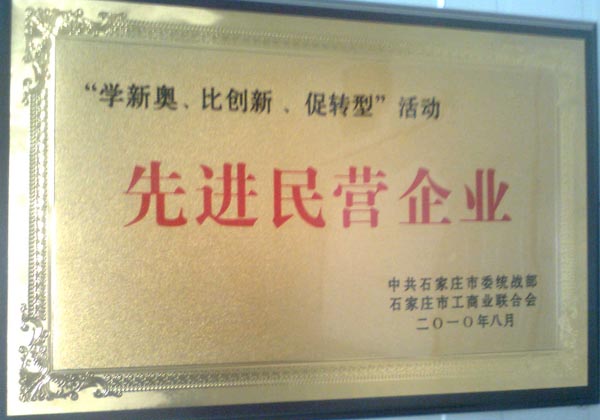 “学新奥、比创新、促转型”活动
先进民营企业
中共石家庄市委统战部
石家庄市工商业联合会
二〇一〇年八月